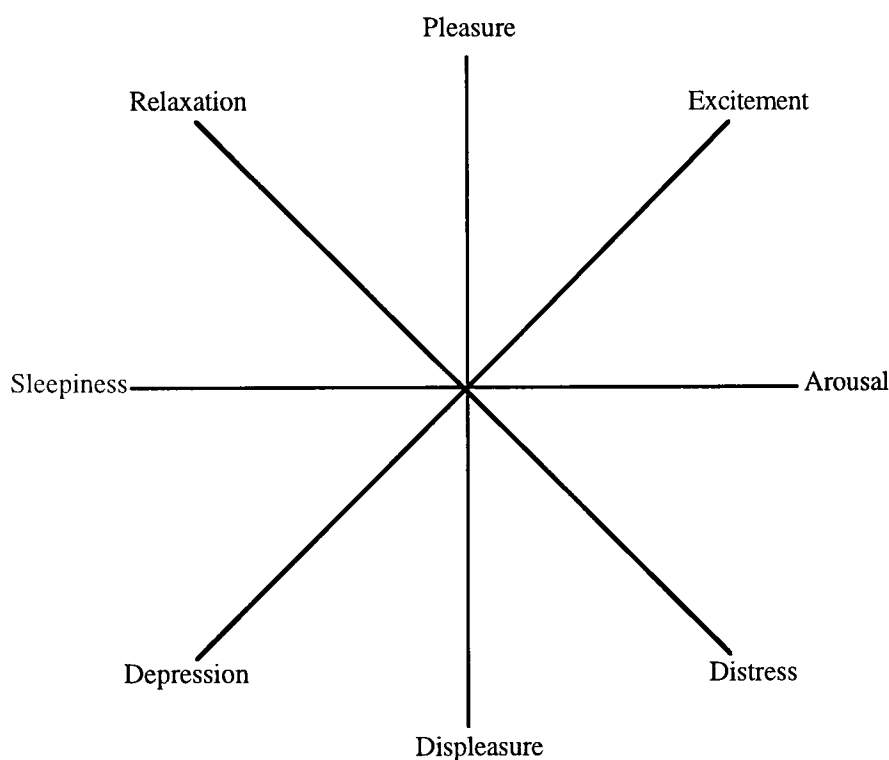 Pleasure
Relaxation
Excitement
Sleepiness
Arousal
Depression
Distress
Displeasure